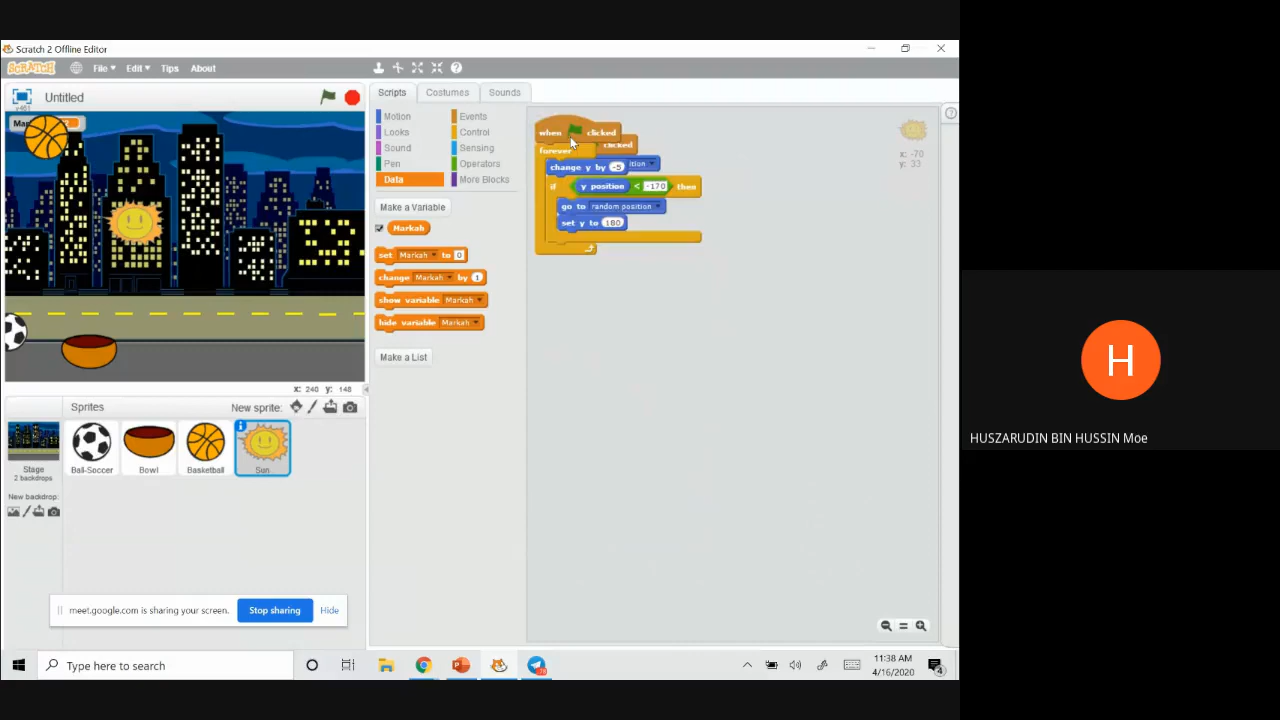 Scratch 2 Offline Editor
SCRATCH File Edit Tips About
v461 Untitled
Scripts Costumes Sounds
Motion Events
Looks Control
Sound Sensing
Pen Operators
Data More Blocks
Make a Variable
Markah
set Markah to 0
change Markah by 1
show variable Markah
hide variable Markah
Make a List
when clicked
clicked
forever
change y by -5
if y position < -170 then
go to random position
set y to 180
x: -70
y: 33
x: 240 y: 148
Sprites New sprite:
Stage
2 backdrops
New backdrop:
Ball-Soccer Bowl Basketball Sun
meet.google.com is sharing your screen. Stop sharing Hide
Type here to search
11:38 AM
4/16/2020
4
H
HUSZARUDIN BIN HUSSIN Moe